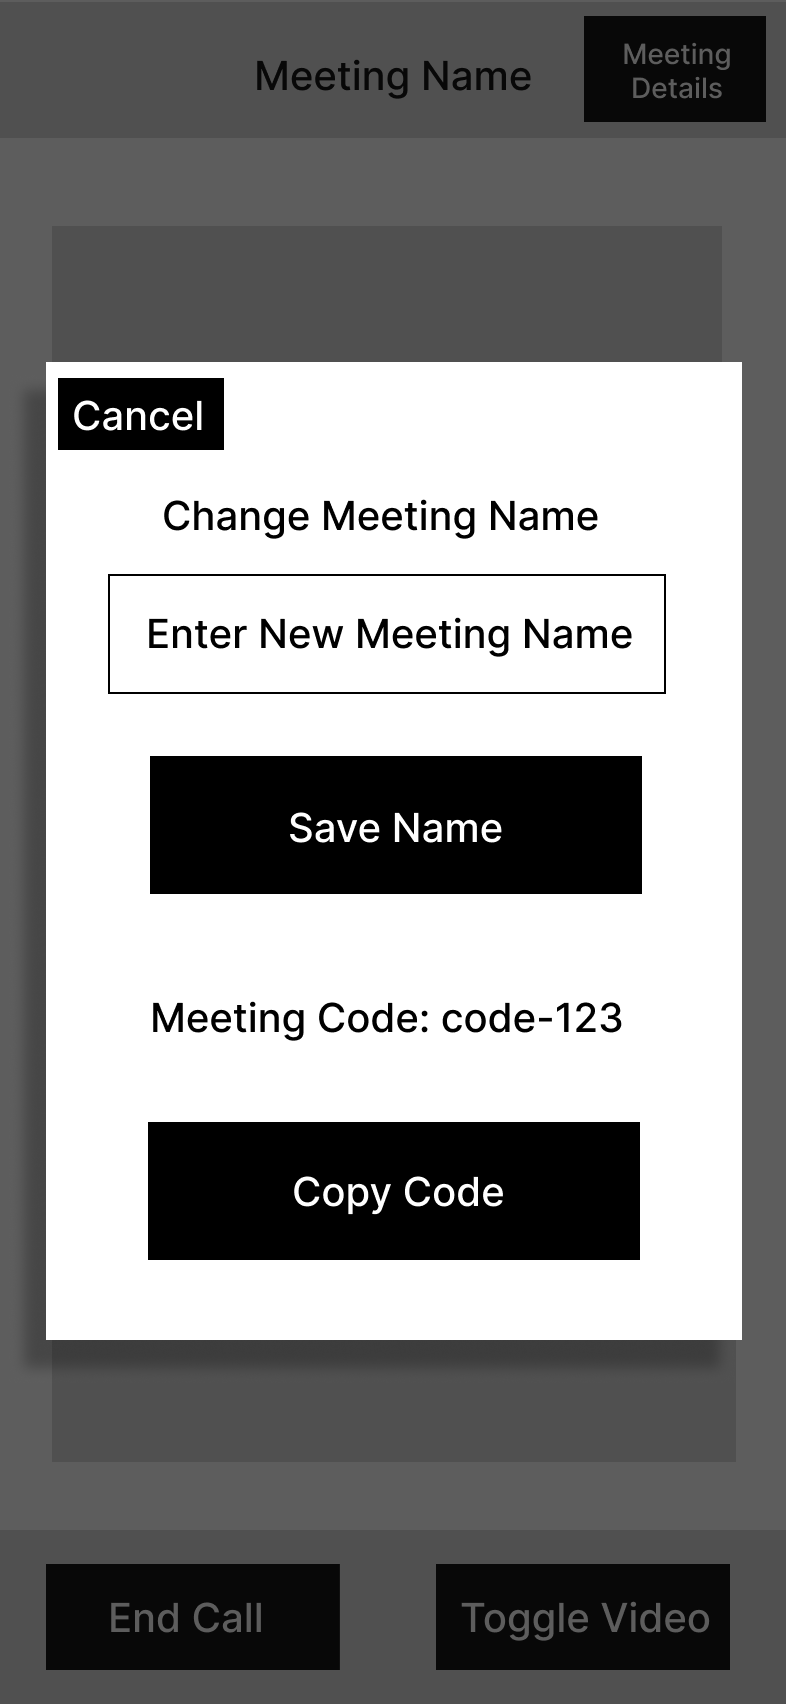 Meeting Name
Meeting
Details
Cancel
Change Meeting Name
Enter New Meeting Name
Save Name
Meeting Code: code-123
Copy Code
End Call
Toggle Video